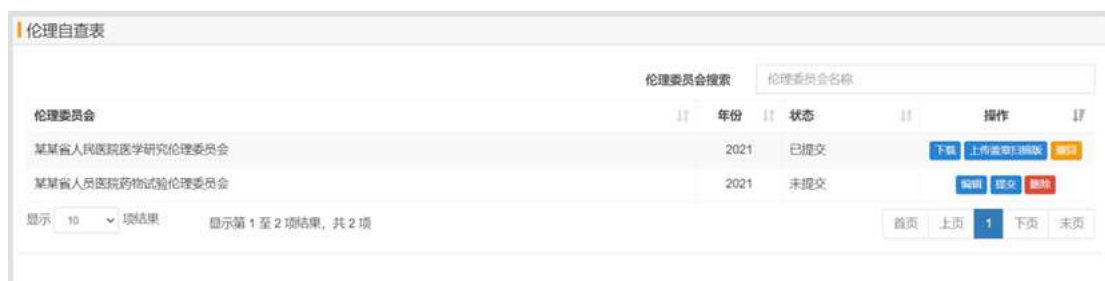 伦理自查表
伦理委员会搜索 伦理委员会名称
伦理委员会 年份 状态 操作
某某省人民医院医学研究伦理委员会 2021 已提交 下载 上传盖章扫描版 撤回
某某省人员医院药物试验伦理委员会 2021 未提交 编辑 提交 删除
显示 10 项结果 显示第 1 至 2 项结果，共 2 项 首页 上页 1 下页 末页